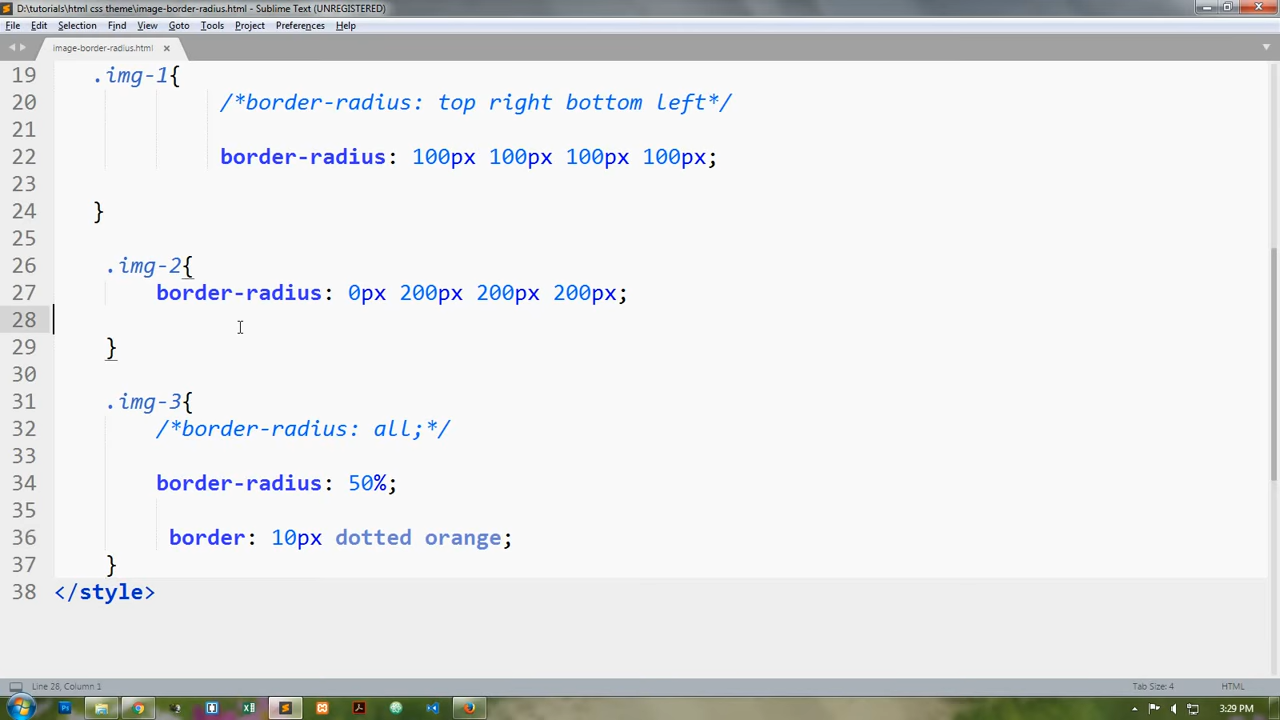 D:\tutorials\html css theme\image-border-radius.html - Sublime Text (UNREGISTERED)
File Edit Selection Find View Goto Tools Project Preferences Help
image-border-radius.html ×
19 .img-1{
20 /*border-radius: top right bottom left*/
21
22 border-radius: 100px 100px 100px 100px;
23
24 }
25
26 .img-2{
27 border-radius: 0px 200px 200px 200px;
28
29 }
30
31 .img-3{
32 /*border-radius: all;*/
33
34 border-radius: 50%;
35
36 border: 10px dotted orange;
37 }
38 </style>
Line 28, Column 1 Tab Size: 4 HTML
3:29 PM